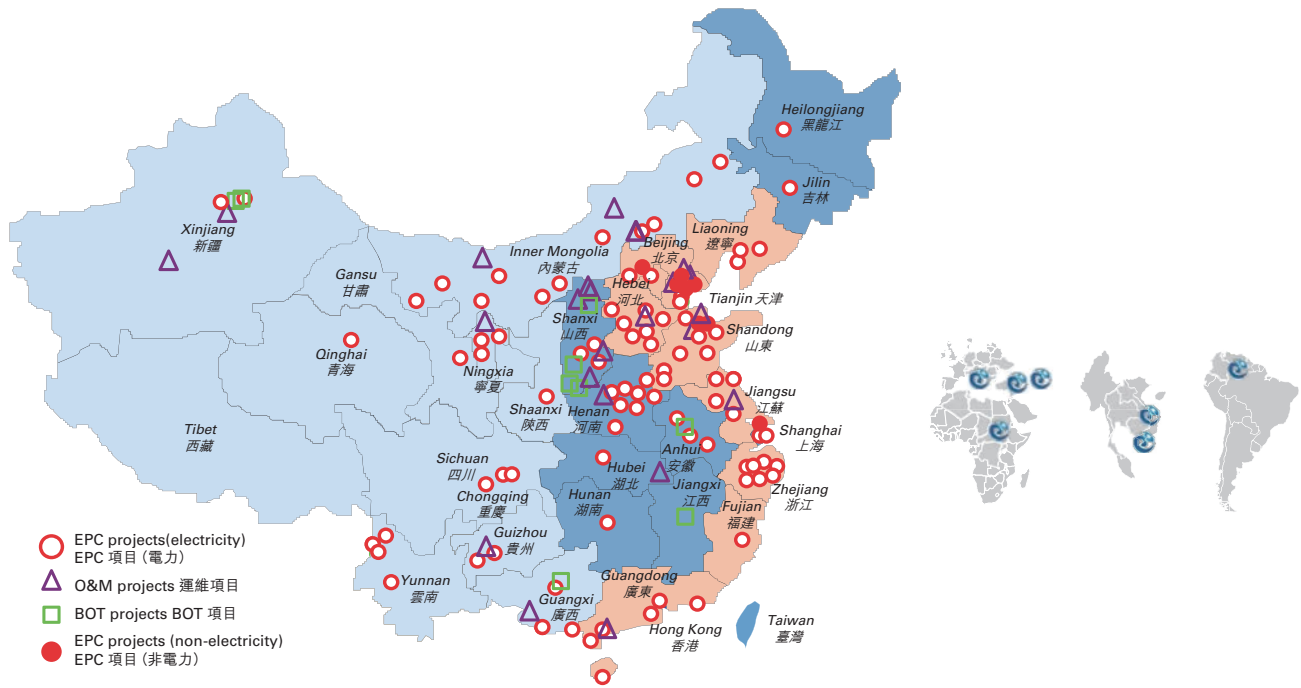 Heilongjiang
黑龍江
Jilin
吉林
Liaoning
遼寧
Beijing
北京
Inner Mongolia
內蒙古
Xinjiang
新疆
Gansu
甘肅
Hebei
河北
Tianjin 天津
Shanxi
山西
Shandong
山東
Qinghai
青海
Ningxia
寧夏
Shaanxi
陝西
Henan
河南
Jiangsu
江蘇
Tibet
西藏
Shanghai
上海
Sichuan
四川
Anhui
安徽
Hubei
湖北
Chongqing
重慶
Hunan
湖南
Jiangxi
江西
Zhejiang
浙江
Fujian
福建
Guizhou
貴州
Yunnan
雲南
Guangxi
廣西
Guangdong
廣東
Hong Kong
香港
Taiwan
臺灣
EPC projects(electricity)
EPC 項目（電力）
O&M projects 運維項目
BOT projects BOT 項目
EPC projects (non-electricity)
EPC 項目（非電力）